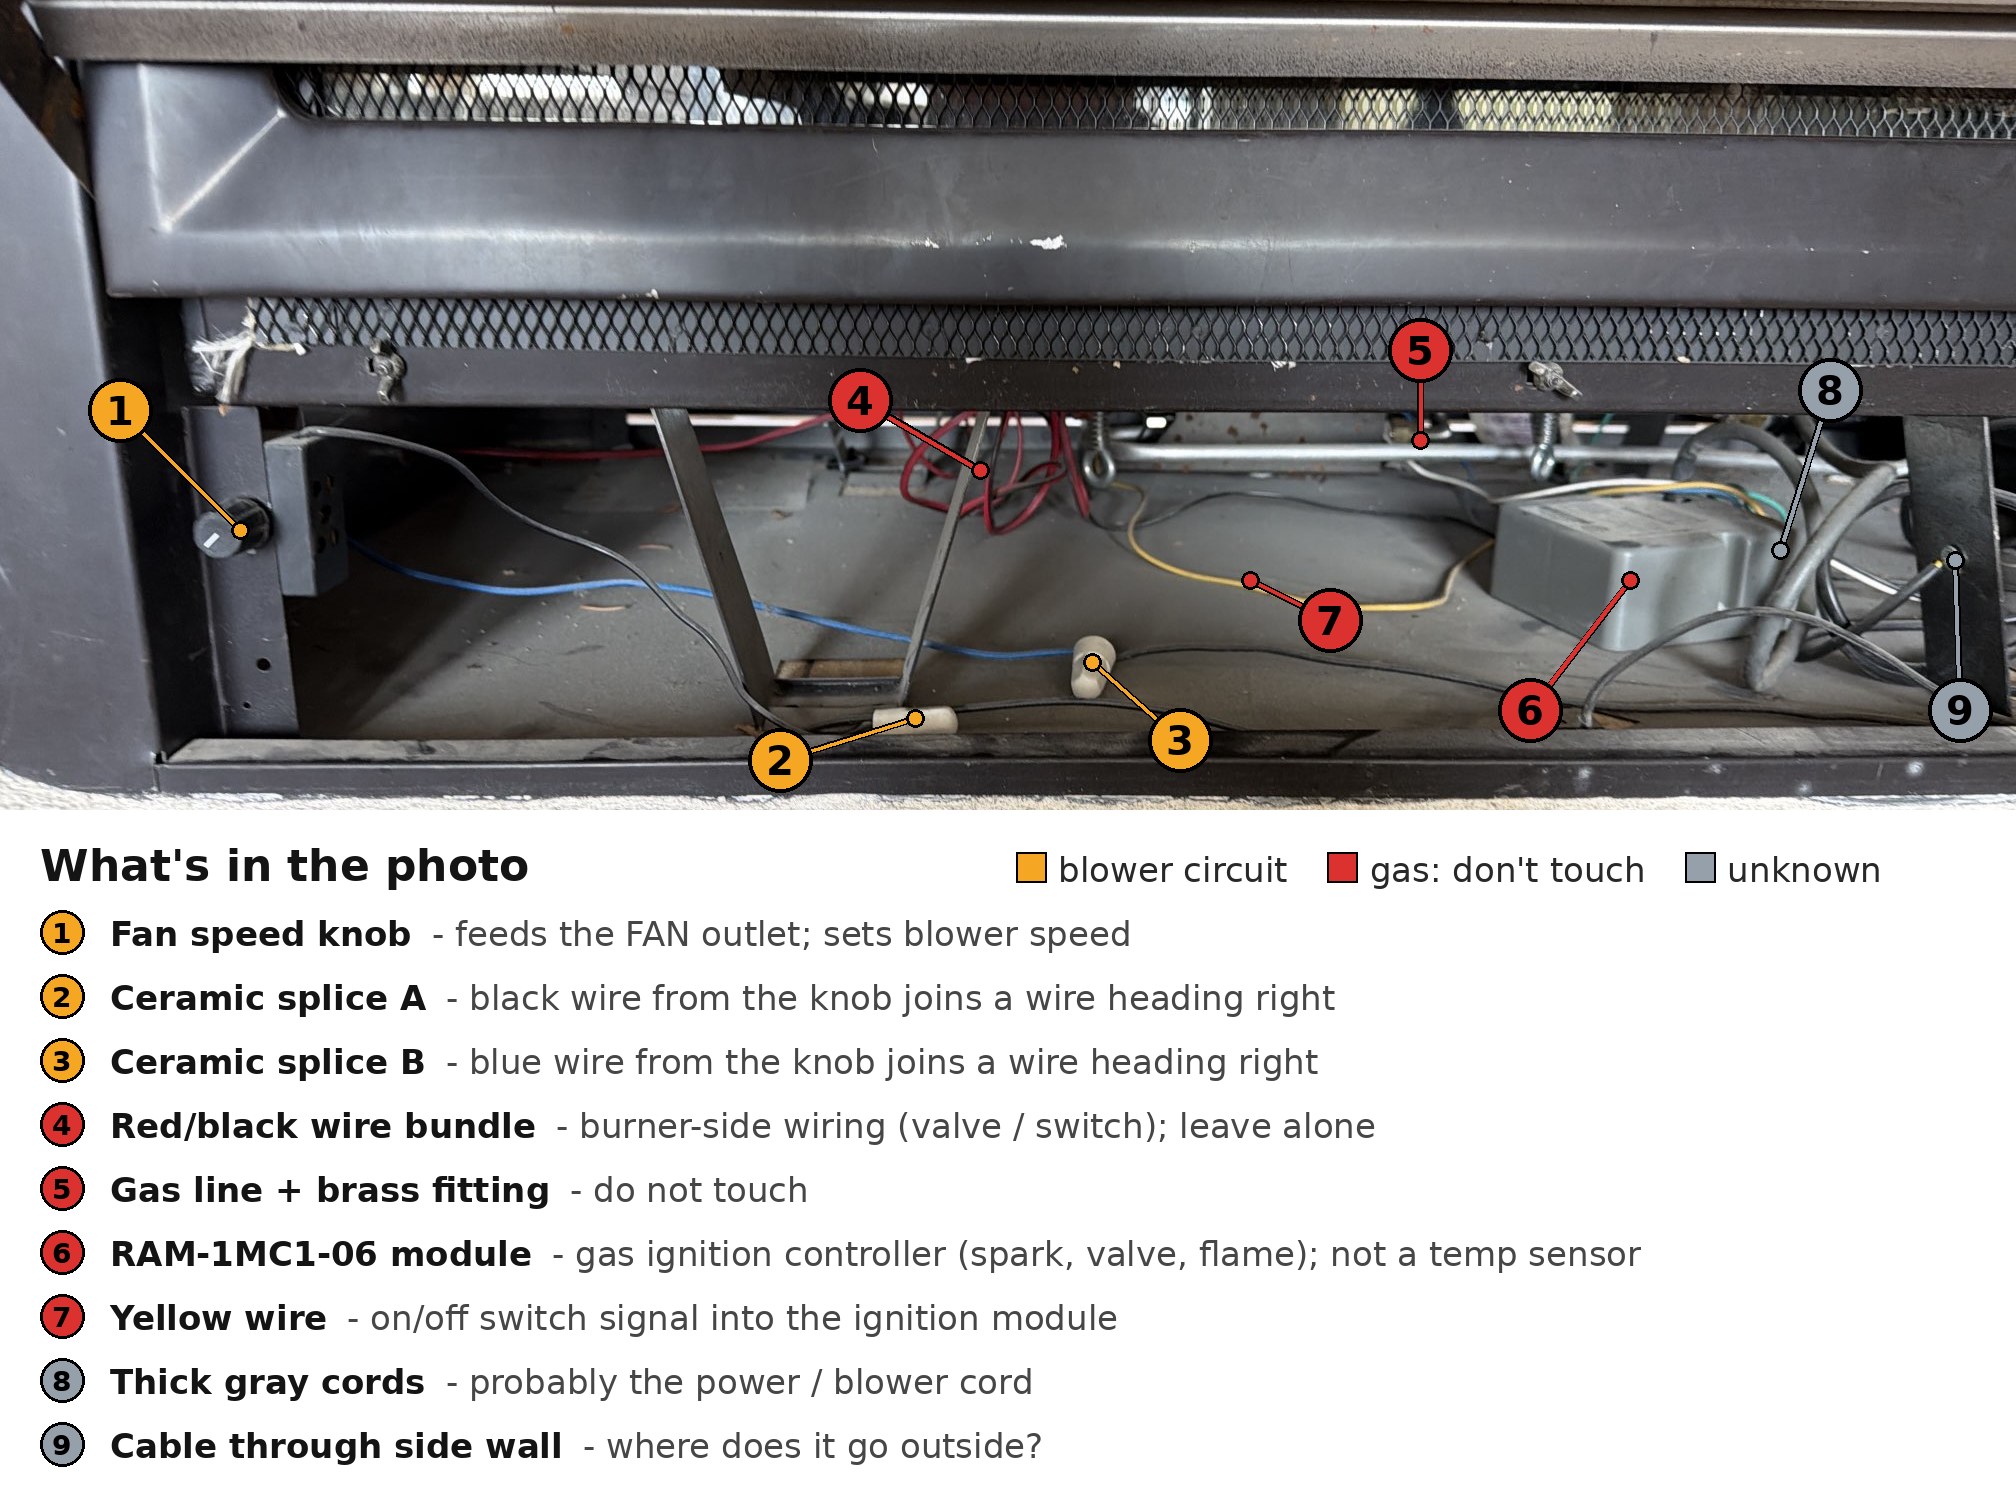 1
4
5
8
7
6
9
2
3
What's in the photo
blower circuit
gas: don't touch
unknown
1 Fan speed knob - feeds the FAN outlet; sets blower speed
2 Ceramic splice A - black wire from the knob joins a wire heading right
3 Ceramic splice B - blue wire from the knob joins a wire heading right
4 Red/black wire bundle - burner-side wiring (valve / switch); leave alone
5 Gas line + brass fitting - do not touch
6 RAM-1MC1-06 module - gas ignition controller (spark, valve, flame); not a temp sensor
7 Yellow wire - on/off switch signal into the ignition module
8 Thick gray cords - probably the power / blower cord
9 Cable through side wall - where does it go outside?